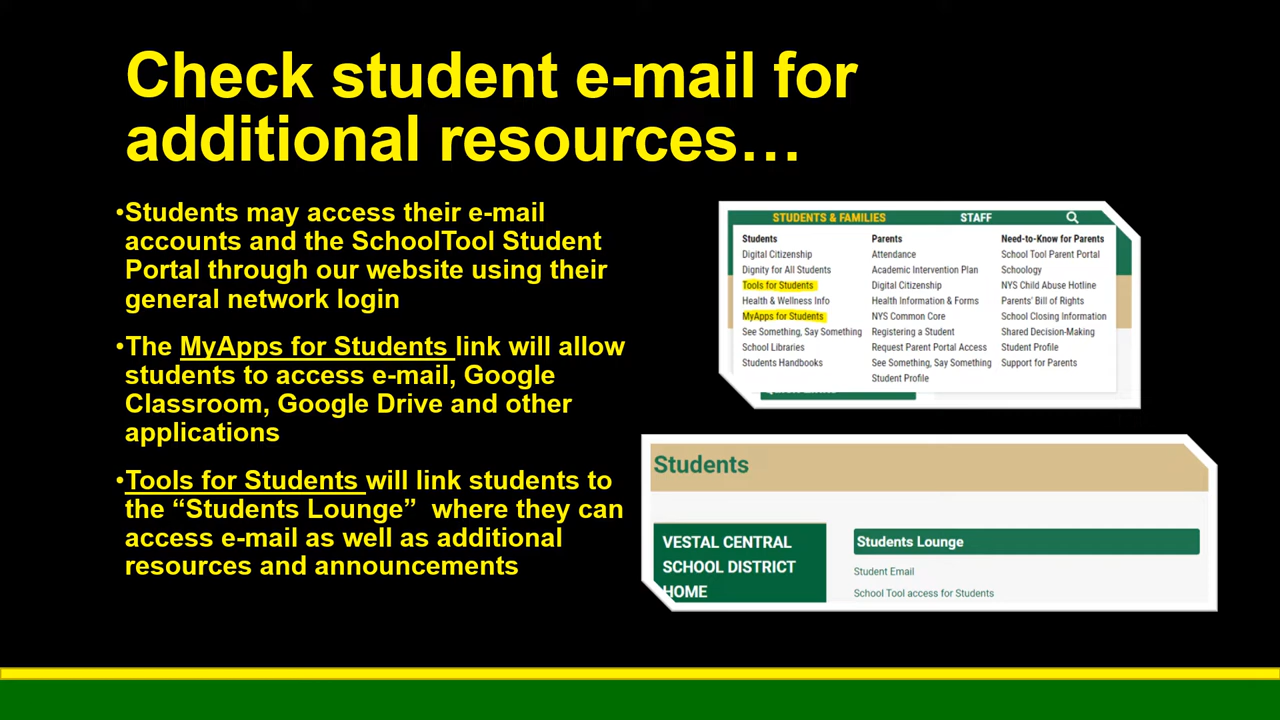 Check student e-mail for
additional resources…
•Students may access their e-mail
accounts and the SchoolTool Student
Portal through our website using their
general network login
•The MyApps for Students link will allow
students to access e-mail, Google
Classroom, Google Drive and other
applications
•Tools for Students will link students to
the “Students Lounge”  where they can
access e-mail as well as additional
resources and announcements
STUDENTS & FAMILIES
STAFF
Students
Digital Citizenship
Dignity for All Students
Tools for Students
Health & Wellness Info
MyApps for Students
See Something, Say Something
School Libraries
Students Handbooks
Parents
Attendance
Academic Intervention Plan
Digital Citizenship
Health Information & Forms
NYS Common Core
Registering a Student
Request Parent Portal Access
See Something, Say Something
Student Profile
Need-to-Know for Parents
School Tool Parent Portal
Schoology
NYS Child Abuse Hotline
Parents' Bill of Rights
School Closing Information
Shared Decision-Making
Student Profile
Support for Parents
Students
VESTAL CENTRAL
SCHOOL DISTRICT
HOME
Students Lounge
Student Email
School Tool access for Students